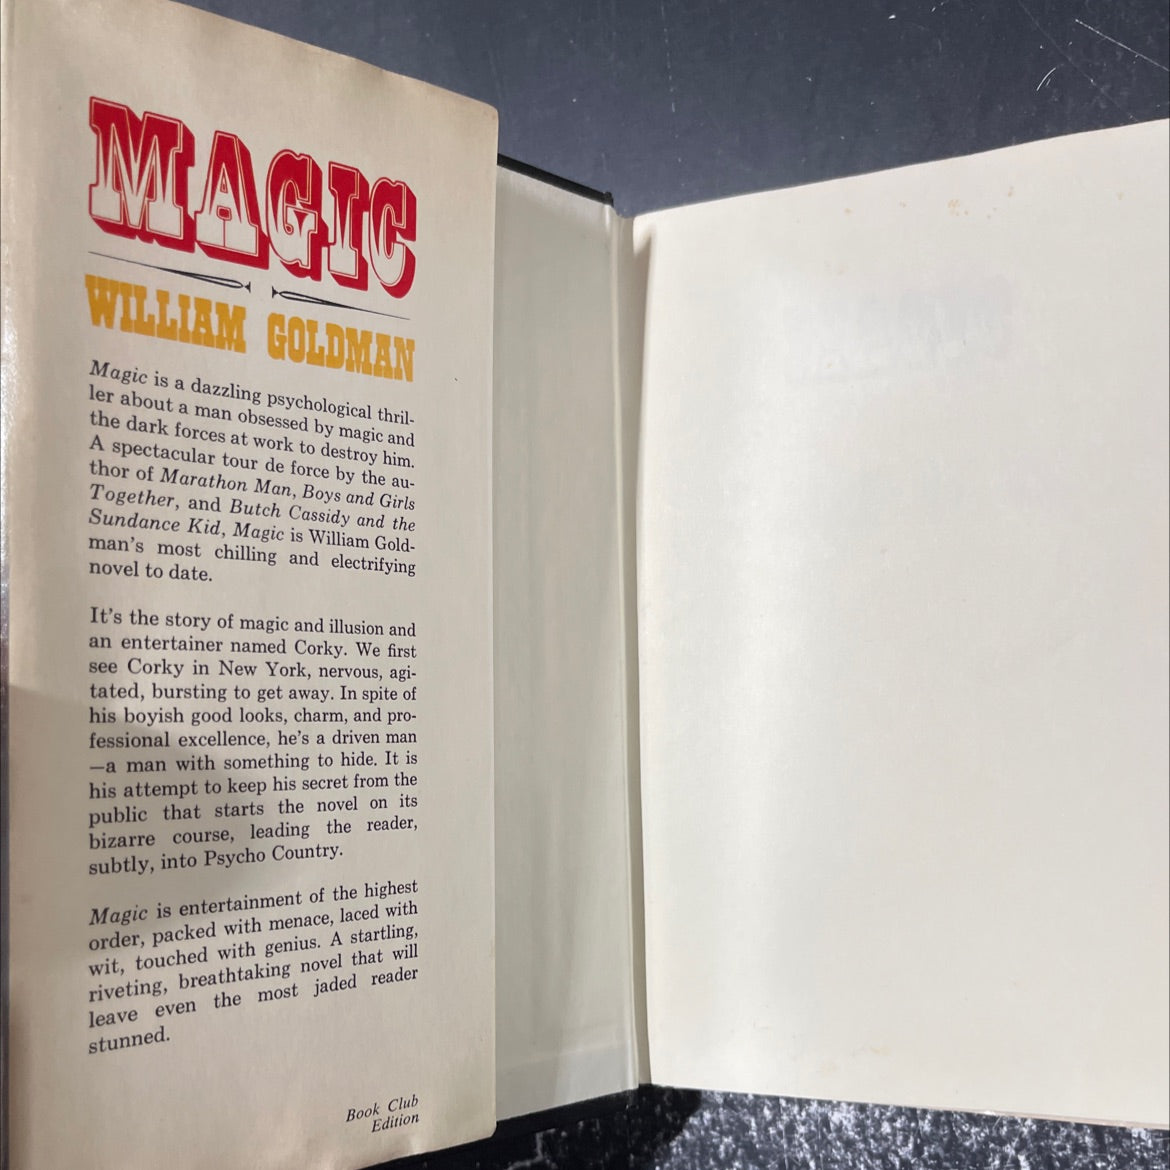 MAGIC
WILLIAM GOLDMAN
Magic is a dazzling psychological thril-
ler about a man obsessed by magic and
the dark forces at work to destroy him.
A spectacular tour de force by the au-
thor of Marathon Man, Boys and Girls
Together, and Butch Cassidy and the
Sundance Kid, Magic is William Gold-
man's most chilling and electrifying
novel to date.
It's the story of magic and illusion and
an entertainer named Corky. We first
see Corky in New York, nervous, agi-
tated, bursting to get away. In spite of
his boyish good looks, charm, and pro-
fessional excellence, he's a driven man
—a man with something to hide. It is
his attempt to keep his secret from the
public that starts the novel on its
bizarre course, leading the reader,
subtly, into Psycho Country.
Magic is entertainment of the highest
order, packed with menace, laced with
wit, touched with genius. A startling,
riveting, breathtaking novel that will
leave even the most jaded reader
stunned.
Book Club
Edition